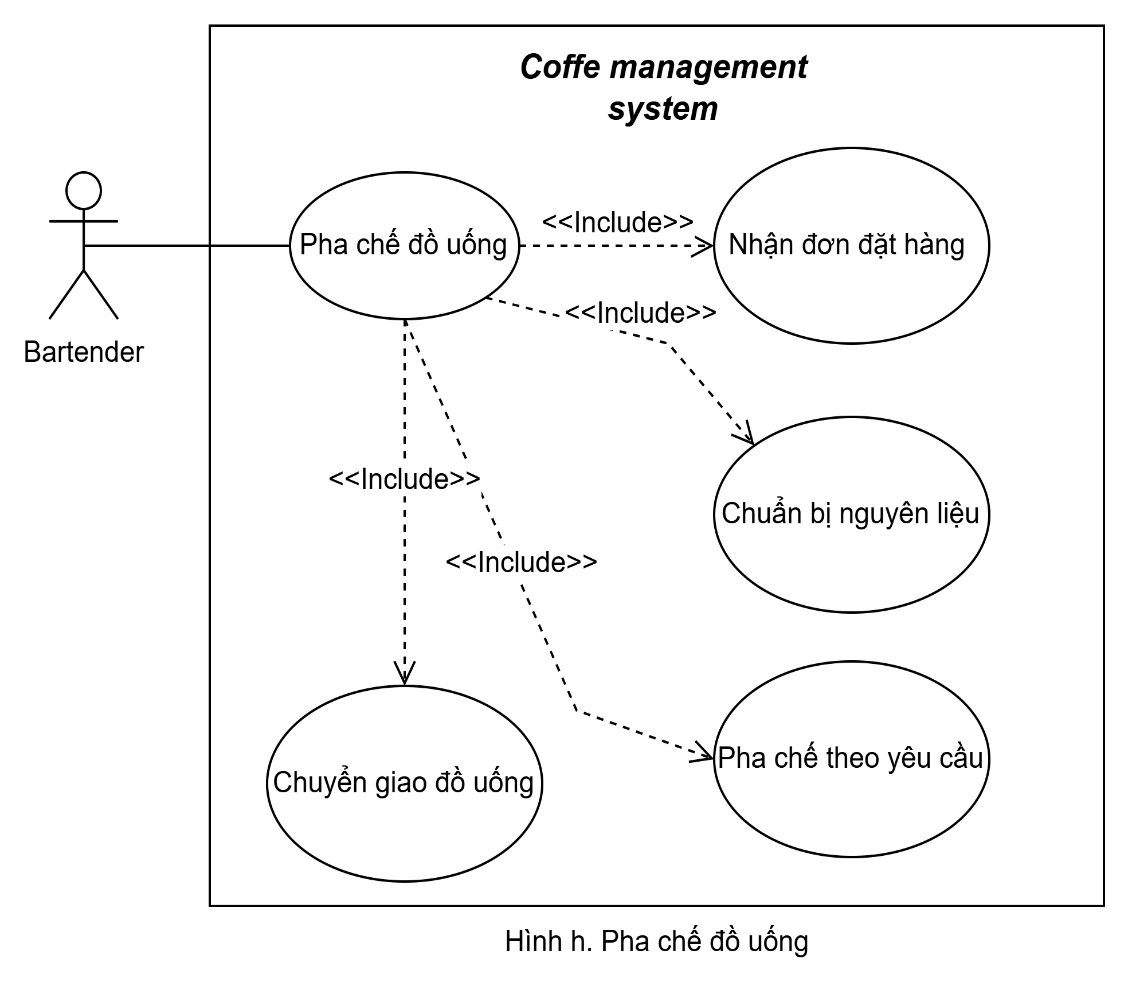 Coffe management
system
Pha chế đồ uống
<<Include>>
Nhận đơn đặt hàng
<<Include>>
Bartender
<<Include>>
Chuẩn bị nguyên liệu
<<Include>>
Pha chế theo yêu cầu
Chuyển giao đồ uống
Hình h. Pha chế đồ uống